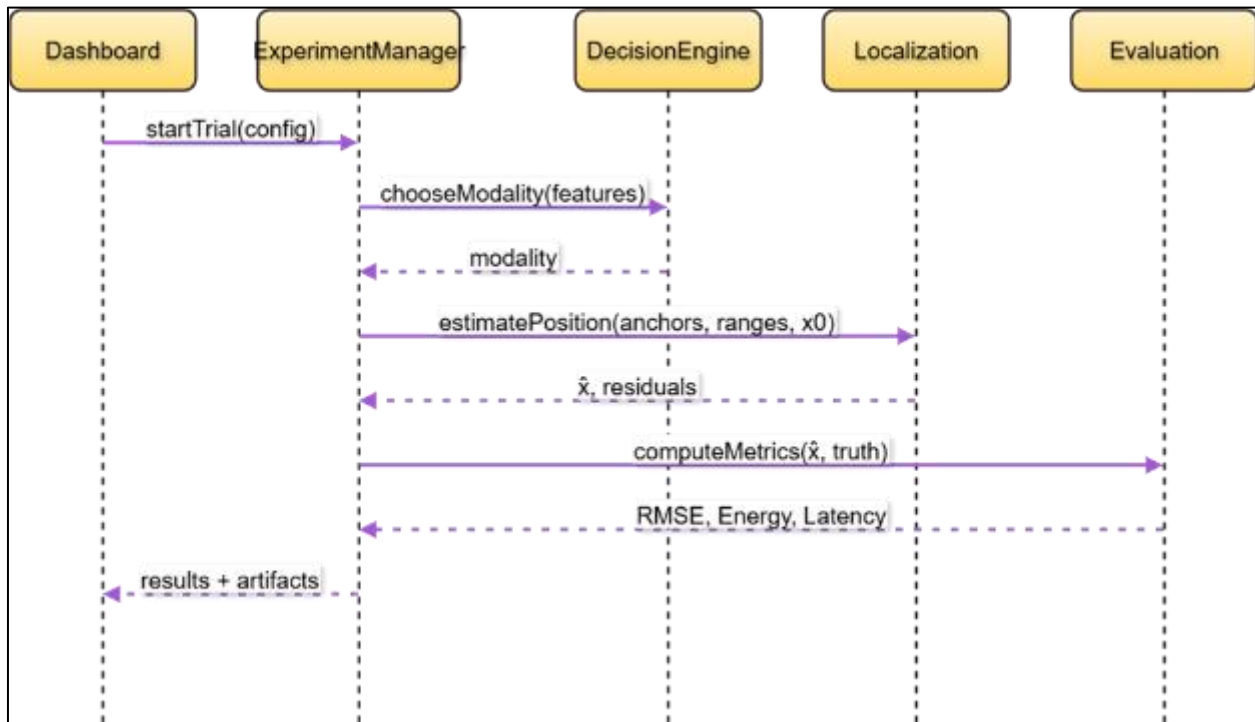 Dashboard
ExperimentManager
DecisionEngine
Localization
Evaluation
startTrial(config)
chooseModality(features)
modality
estimatePosition(anchors, ranges, x0)
x̂, residuals
computeMetrics(x̂, truth)
RMSE, Energy, Latency
results + artifacts